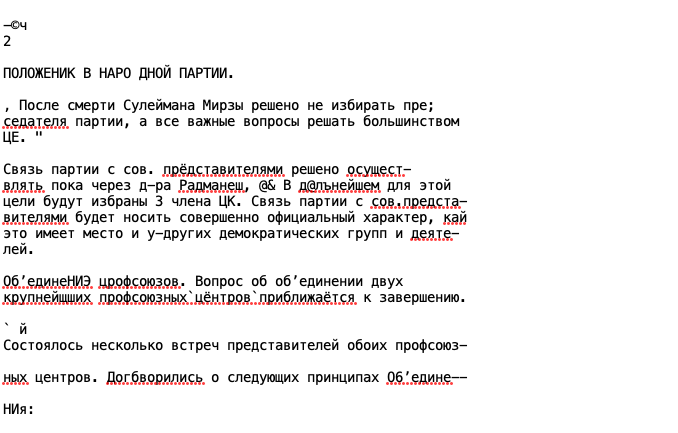 —©ч
2
ПОЛОЖЕНИК В НАРО ДНОЙ ПАРТИИ.
, После смерти Сулеймана Мирзы решено не избирать пре;
седателя партии, а все важные вопросы решать большинством
ЦЕ. "
Связь партии с сов. прёдставителями решено осущест—
влять пока через д—ра Радманеш, @& В д@льнейшем для этой
цели будут избраны 3 члена ЦК. Связь партии с сов.предста—
вителями будет носить совершенно официальный характер, кай
это имеет место и у—других демократических групп и деяте—
лей.
Об’единеНИЭ црофсоюзов. Вопрос об об’единении двух
крупнейщших профсоюзных`цёнтров`приближаётся к завершению.
` й
Состоялось несколько встреч представителей обоих профсоюз—
ных центров. Догбворились о следующих принципах Об’едине——
НИя: